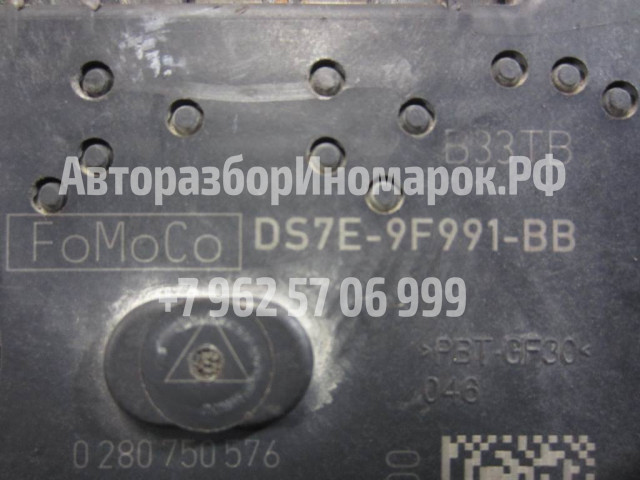 B33TB
АвторазборИномарок.РФ
FoMoCo DS7E-9F991-BB
+7 962 57 06 999
>PBT-GF30<
046
0 280 750 576